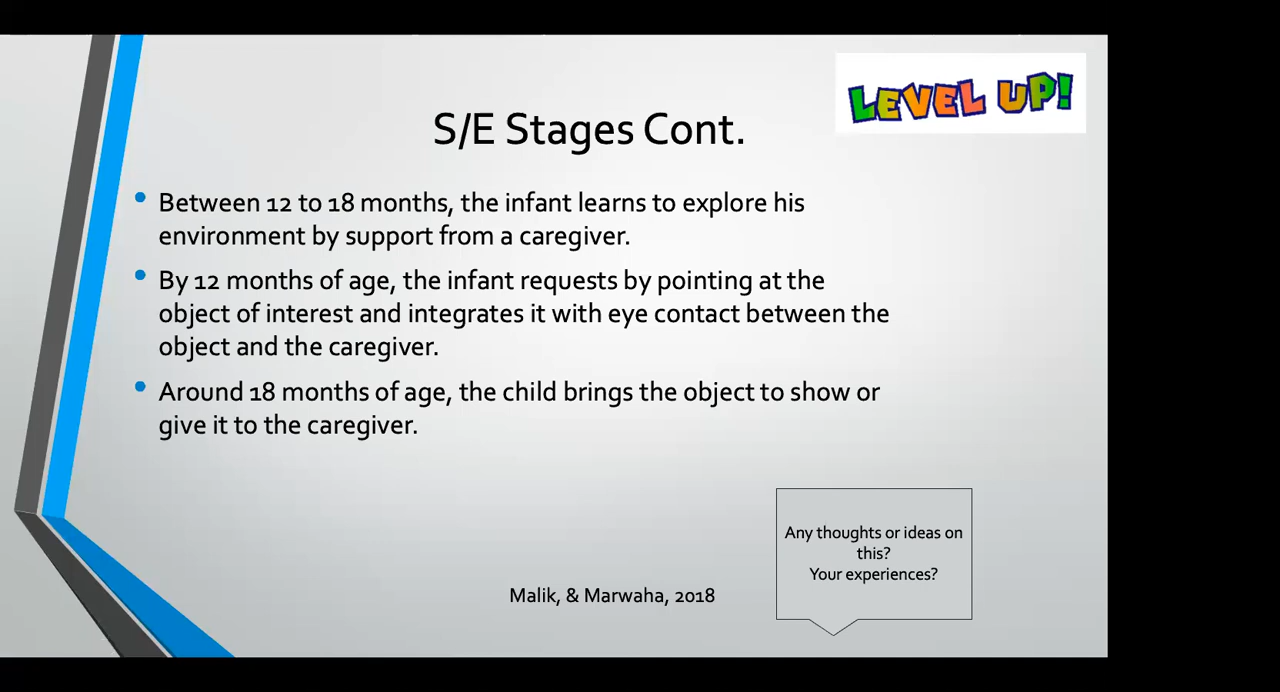 LEVEL UP!
S/E Stages Cont.
Between 12 to 18 months, the infant learns to explore his
environment by support from a caregiver.
By 12 months of age, the infant requests by pointing at the
object of interest and integrates it with eye contact between the
object and the caregiver.
Around 18 months of age, the child brings the object to show or
give it to the caregiver.
Any thoughts or ideas on
this?
Your experiences?
Malik, & Marwaha, 2018